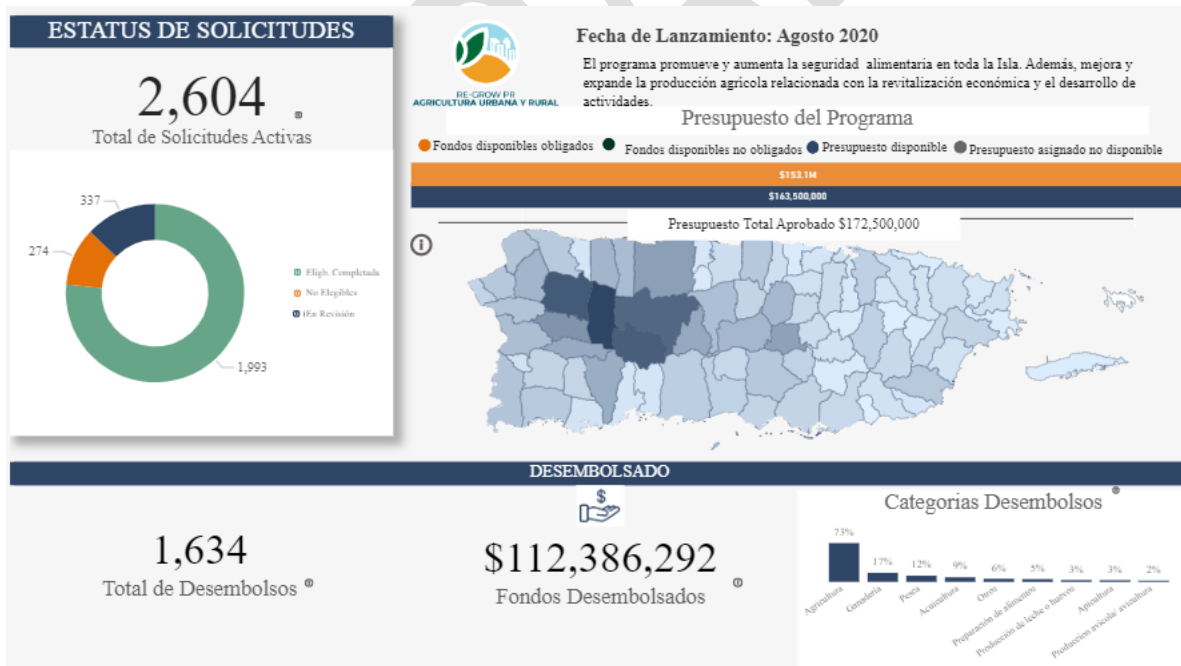 ESTATUS DE SOLICITUDES
2,604
Total de Solicitudes Activas
337
274
1,993
Eligb. Completada
No Elegibles
En Revisión
RE-GROW PR
AGRICULTURA URBANA Y RURAL
Fecha de Lanzamiento: Agosto 2020
El programa promueve y aumenta la seguridad alimentaria en toda la Isla. Además, mejora y
expande la producción agrícola relacionada con la revitalización económica y el desarrollo de
actividades.
Presupuesto del Programa
Fondos disponibles obligados
Fondos disponibles no obligados
Presupuesto disponible
Presupuesto asignado no disponible
$153.1M
$163,500,000
Presupuesto Total Aprobado $172,500,000
DESEMBOLSADO
1,634
Total de Desembolsos
$
$112,386,292
Fondos Desembolsados
Categorias Desembolsos
73%
17%
12%
9%
6%
5%
3%
3%
2%
Agricultura
Ganadería
Pesca
Acuicultura
Otros
Preparación de alimentos
Producción de leche o huevos
Apicultura
Produccion avicola/ avicultura